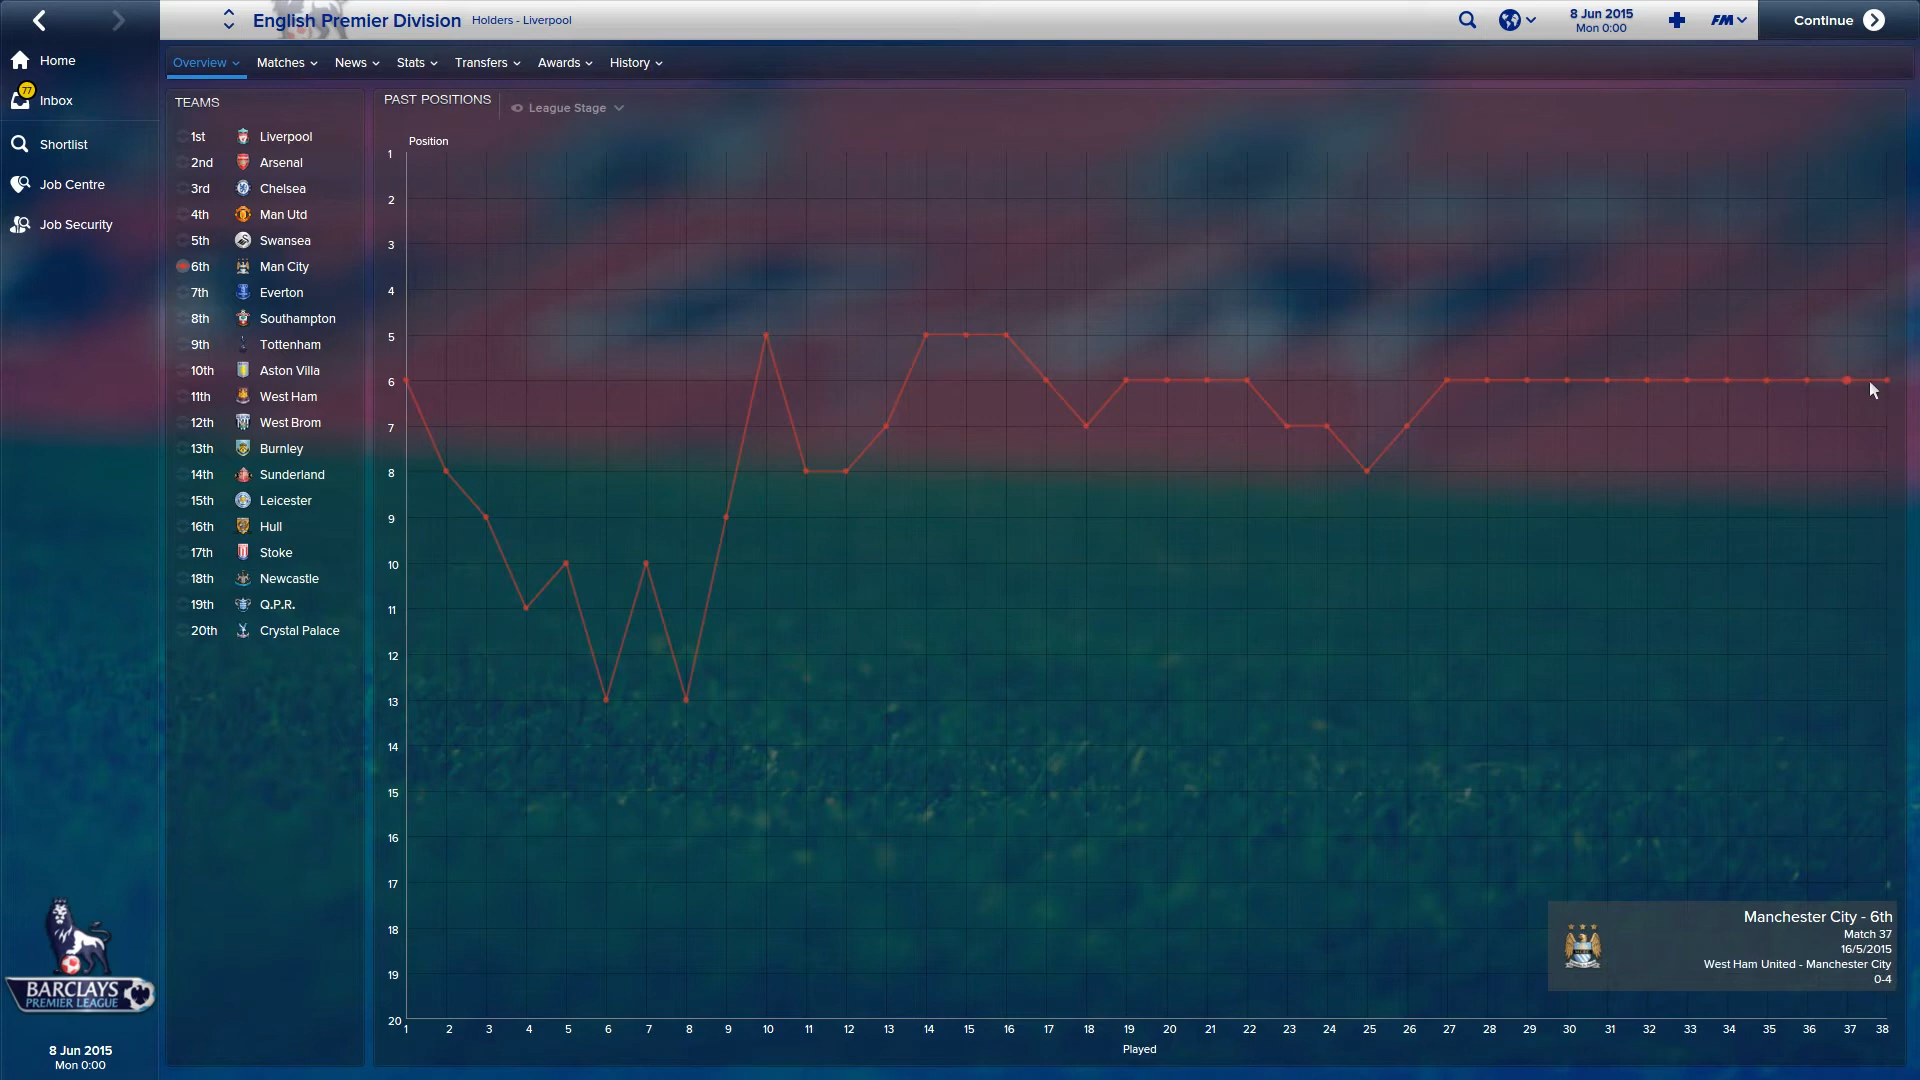 English Premier Division
Holders - Liverpool
8 Jun 2015
Mon 0:00
FM
Continue
Home
77
Inbox
Shortlist
Job Centre
Job Security
Overview
Matches
News
Stats
Transfers
Awards
History
TEAMS
1st Liverpool
2nd Arsenal
3rd Chelsea
4th Man Utd
5th Swansea
6th Man City
7th Everton
8th Southampton
9th Tottenham
10th Aston Villa
11th West Ham
12th West Brom
13th Burnley
14th Sunderland
15th Leicester
16th Hull
17th Stoke
18th Newcastle
19th Q.P.R.
20th Crystal Palace
PAST POSITIONS
League Stage
Position
1
2
3
4
5
6
7
8
9
10
11
12
13
14
15
16
17
18
19
20
1 2 3 4 5 6 7 8 9 10 11 12 13 14 15 16 17 18 19 20 21 22 23 24 25 26 27 28 29 30 31 32 33 34 35 36 37 38
Played
Manchester City - 6th
Match 37
16/5/2015
West Ham United - Manchester City
0-4
BARCLAYS
PREMIER LEAGUE
8 Jun 2015
Mon 0:00